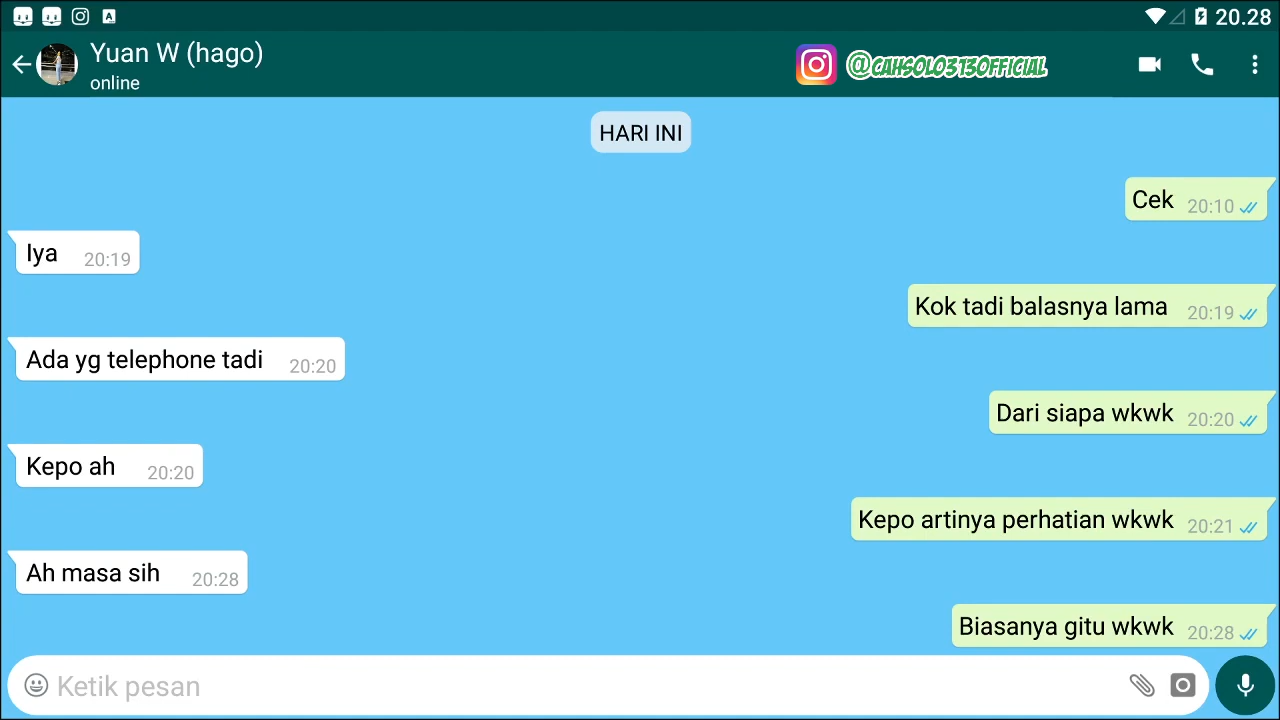 20.28
Yuan W (hago)
online
@CAHSOLO313OFFICIAL
HARI INI
Cek 20:10
Iya 20:19
Kok tadi balasnya lama 20:19
Ada yg telephone tadi 20:20
Dari siapa wkwk 20:20
Kepo ah 20:20
Kepo artinya perhatian wkwk 20:21
Ah masa sih 20:28
Biasanya gitu wkwk 20:28
Ketik pesan